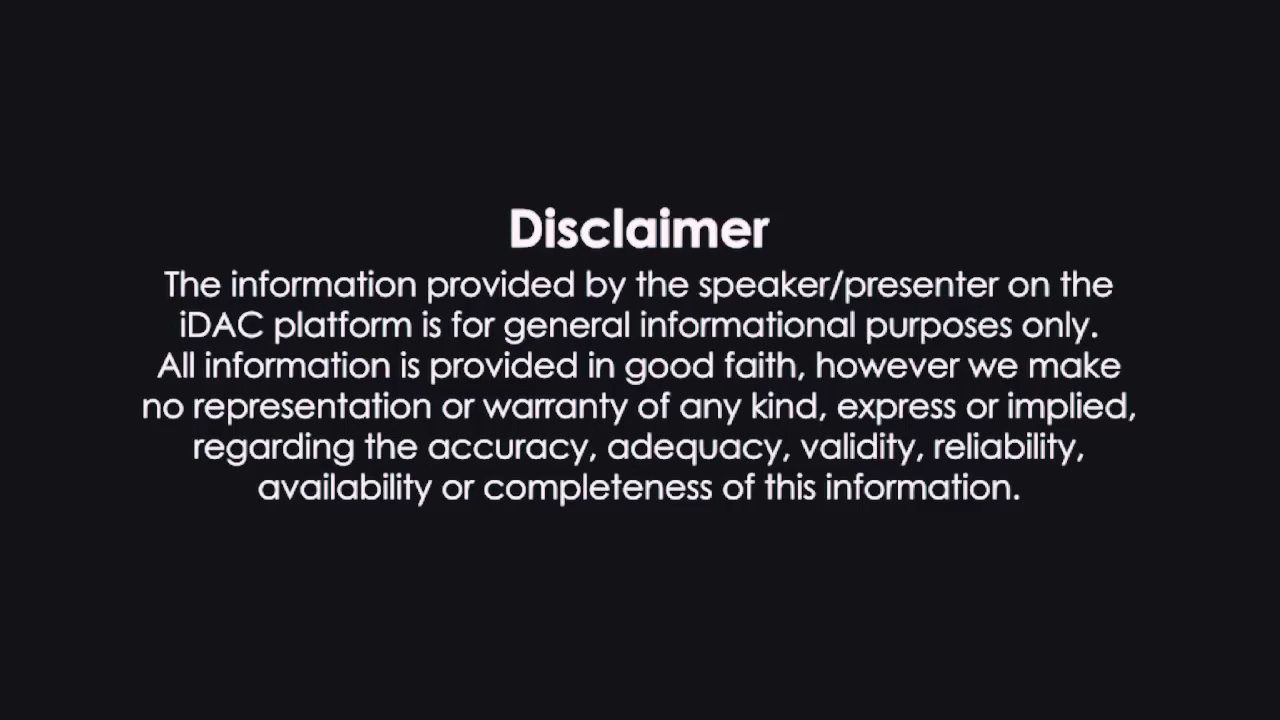 Disclaimer
The information provided by the speaker/presenter on the
iDAC platform is for general informational purposes only.
All information is provided in good faith, however we make
no representation or warranty of any kind, express or implied,
regarding the accuracy, adequacy, validity, reliability,
availability or completeness of this information.